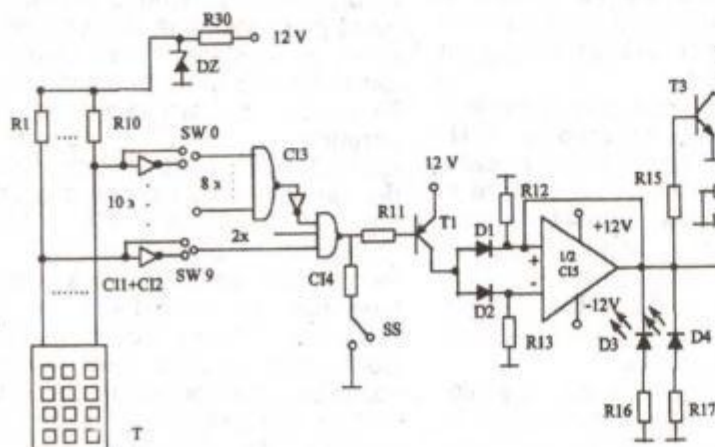 R30
12 V
DZ
R1
....
R10
SW 0
CI3
8 x
10 x
12 V
T3
R12
R15
R11
T1
D1
+12V
2x
+
1/2
CI5
-
CI4
D2
SW 9
CI1+CI2
-12V
SS
R13
D3
D4
T
R16
R17